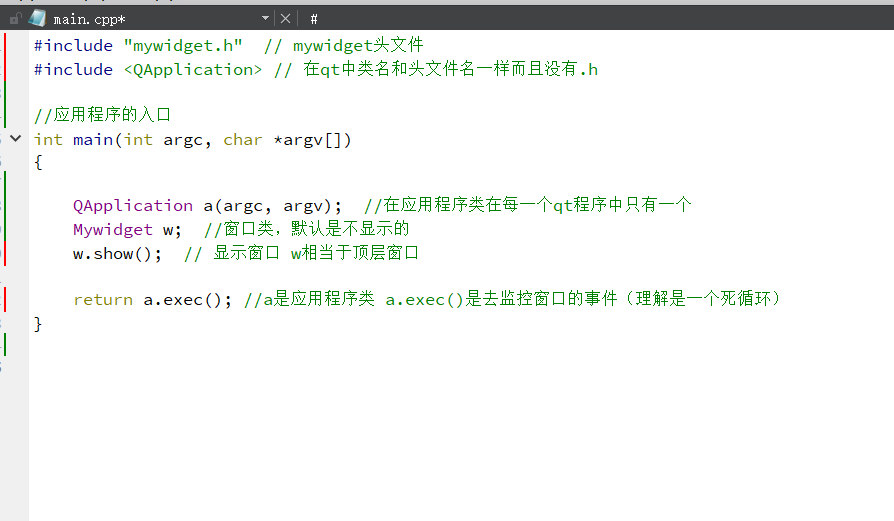 main.cpp* #
#include "mywidget.h" // mywidget头文件
#include <QApplication> // 在qt中类名和头文件名一样而且没有.h
//应用程序的入口
int main(int argc, char *argv[])
{
QApplication a(argc, argv); //在应用程序类在每一个qt程序中只有一个
Mywidget w; //窗口类，默认是不显示的
w.show(); // 显示窗口 w相当于顶层窗口
return a.exec(); //a是应用程序类 a.exec()是去监控窗口的事件（理解是一个死循环）
}